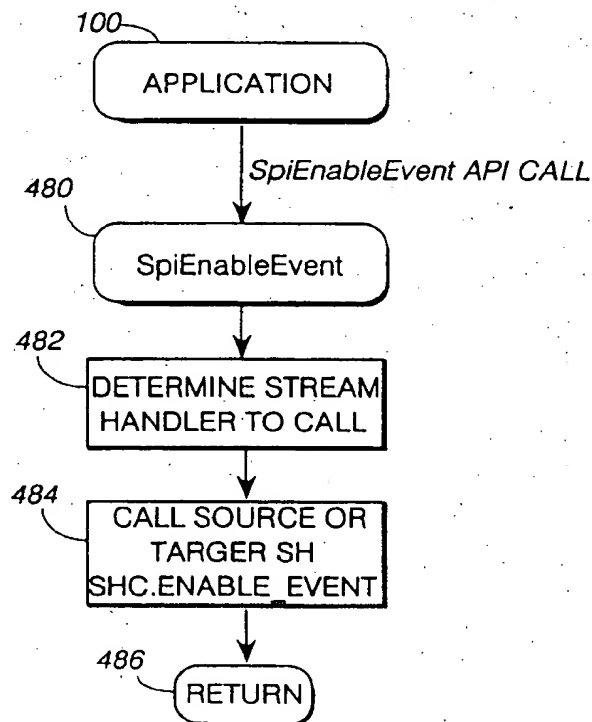 100
APPLICATION
SpiEnableEvent API CALL
480
SpiEnableEvent
482
DETERMINE STREAM
HANDLER TO CALL
484
CALL SOURCE OR
TARGER SH
SHC.ENABLE_EVENT
486
RETURN